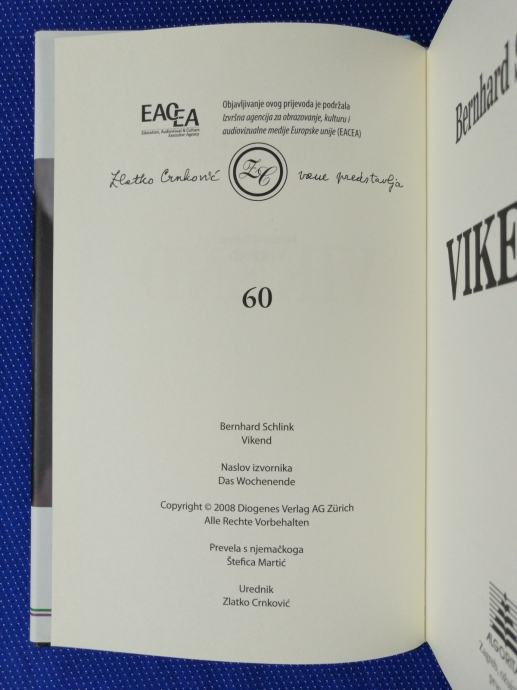 EACEA
Education, Audiovisual & Culture
Executive Agency
Objavljivanje ovog prijevoda je podržala
Izvršna agencija za obrazovanje, kulturu i
audiovizualne medije Europske unije (EACEA)
Zlatko Crnković ZC vam predstavlja
60
Bernhard Schlink
Vikend
Naslov izvornika
Das Wochenende
Copyright © 2008 Diogenes Verlag AG Zürich
Alle Rechte Vorbehalten
Prevela s njemačkoga
Štefica Martić
Urednik
Zlatko Crnković
Bernhard S
VIKE
ALGORI
Zagreb